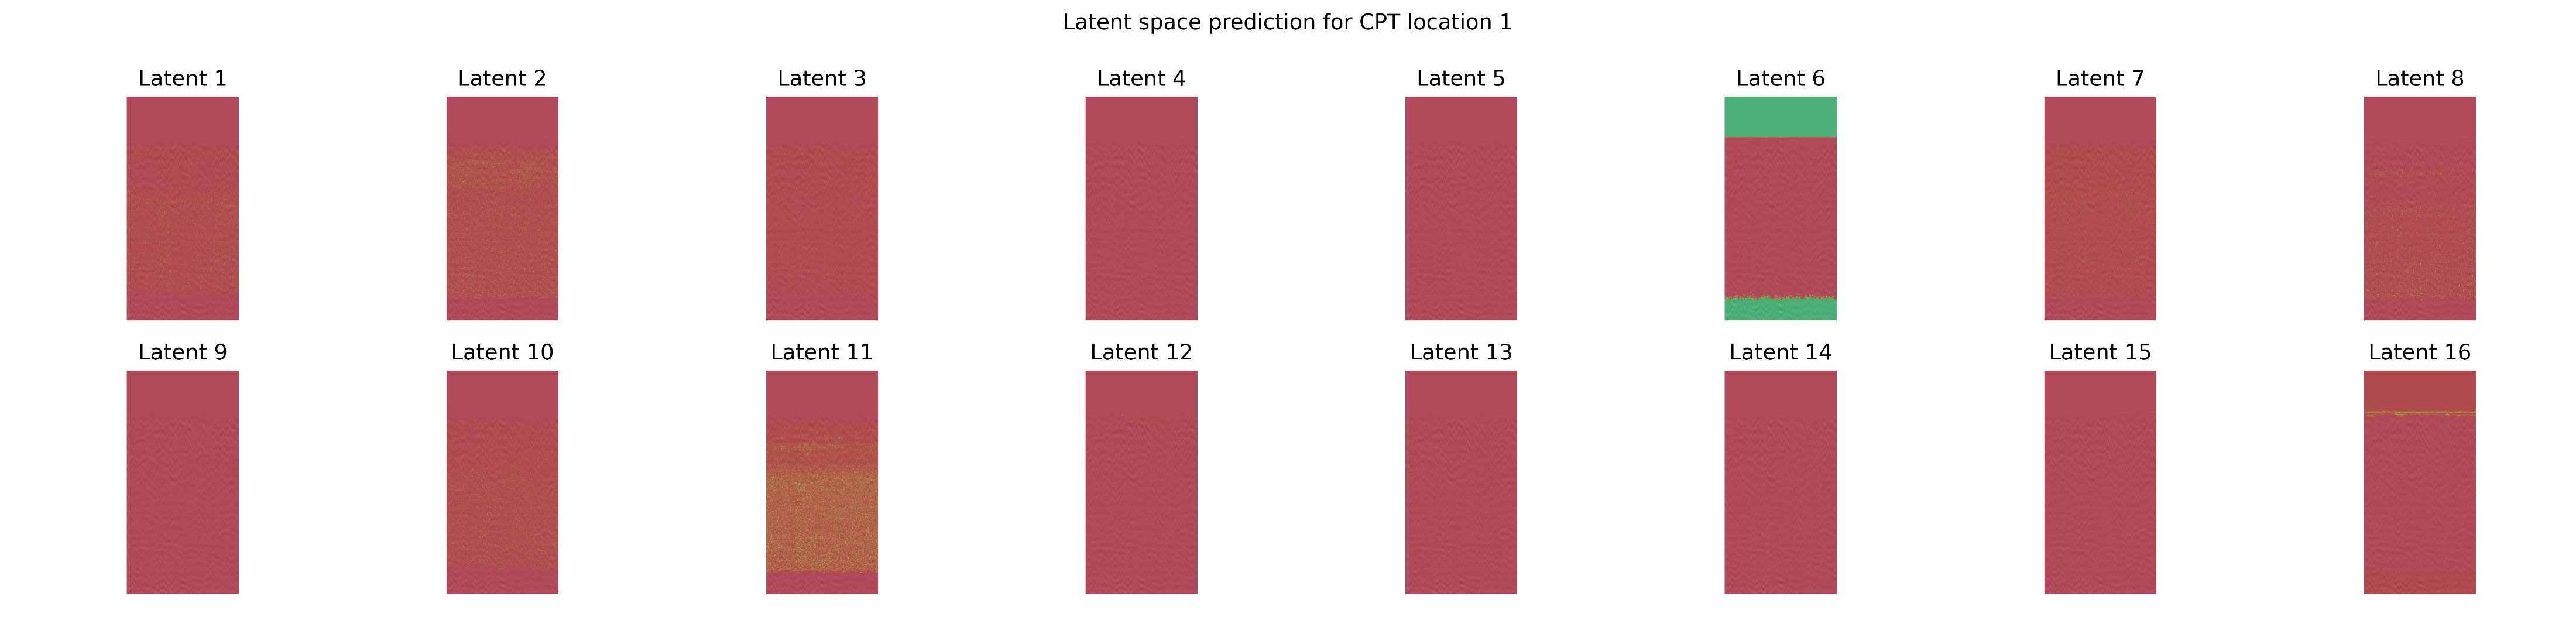 Latent space prediction for CPT location 1
Latent 1 Latent 2 Latent 3 Latent 4 Latent 5 Latent 6 Latent 7 Latent 8
Latent 9 Latent 10 Latent 11 Latent 12 Latent 13 Latent 14 Latent 15 Latent 16